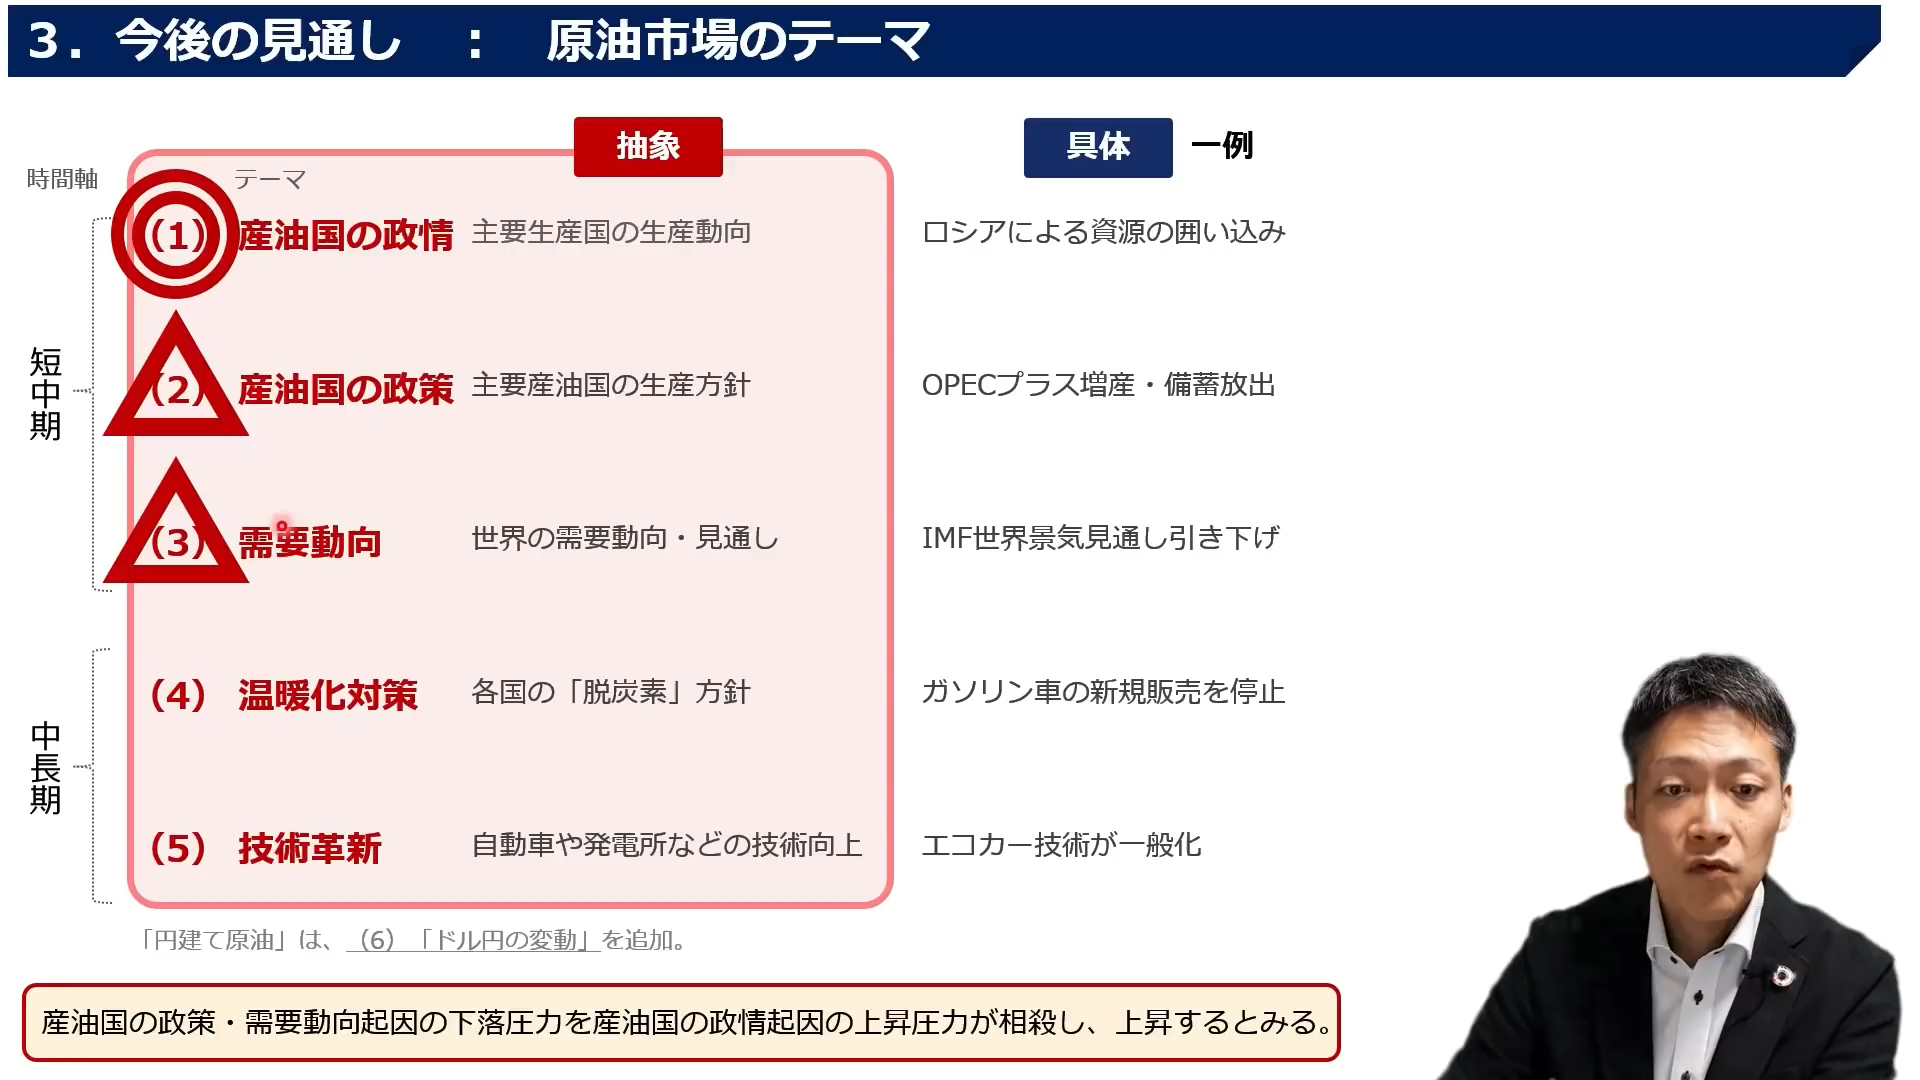 3．今後の見通し　：　原油市場のテーマ
抽象
具体 一例
時間軸 テーマ
（1） 産油国の政情 主要生産国の生産動向 ロシアによる資源の囲い込み
短中期
（2） 産油国の政策 主要産油国の生産方針 OPECプラス増産・備蓄放出
（3） 需要動向 世界の需要動向・見通し IMF世界景気見通し引き下げ
（4） 温暖化対策 各国の「脱炭素」方針 ガソリン車の新規販売を停止
中長期
（5） 技術革新 自動車や発電所などの技術向上 エコカー技術が一般化
「円建て原油」は、（6）「ドル円の変動」を追加。
産油国の政策・需要動向起因の下落圧力を産油国の政情起因の上昇圧力が相殺し、上昇するとみる。